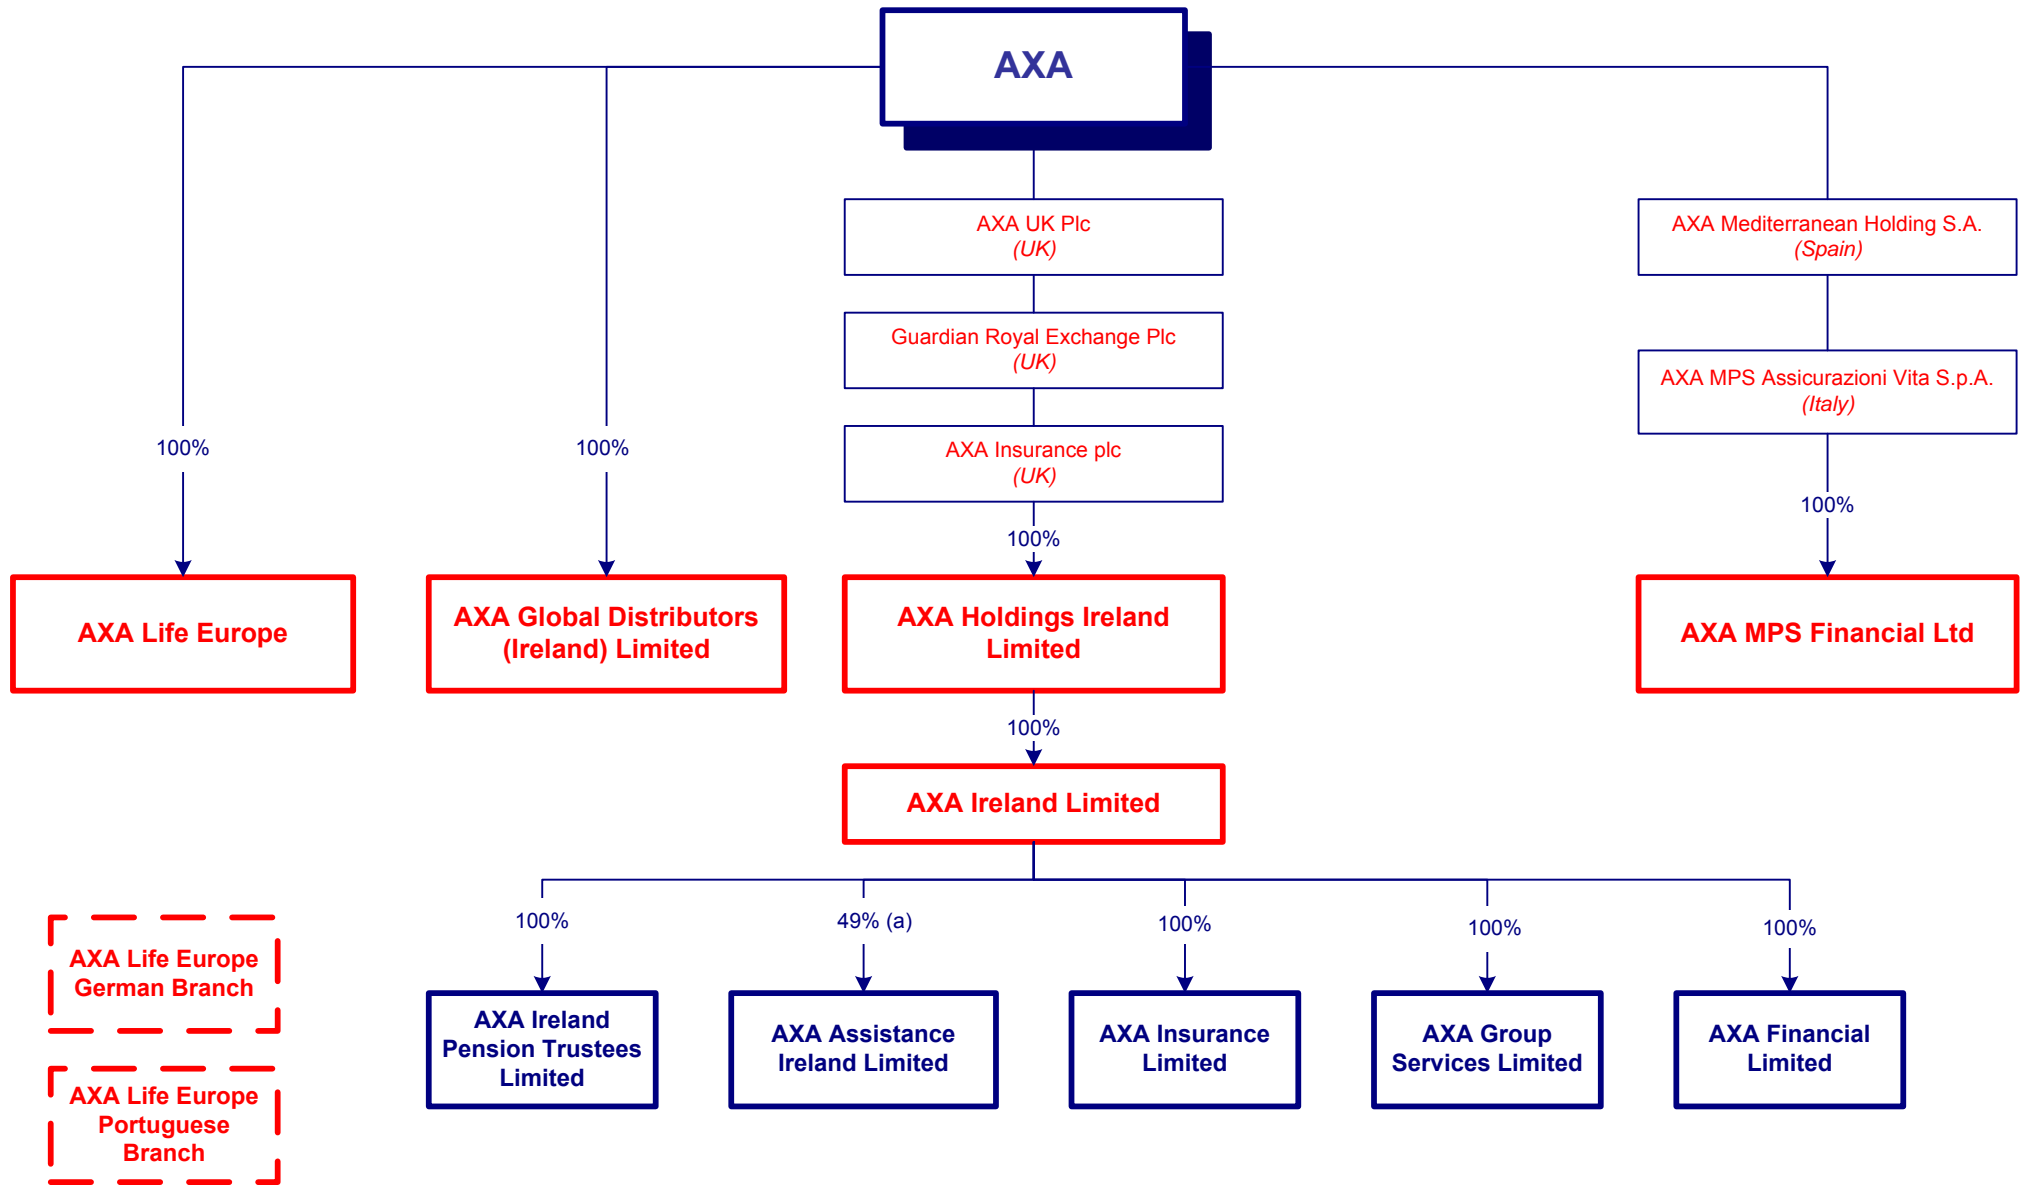 AXA
AXA UK Plc
(UK)
AXA Mediterranean Holding S.A.
(Spain)
Guardian Royal Exchange Plc
(UK)
AXA MPS Assicurazioni Vita S.p.A.
(Italy)
100%
100%
AXA Insurance plc
(UK)
100%
100%
AXA Life Europe
AXA Global Distributors
(Ireland) Limited
AXA Holdings Ireland
Limited
AXA MPS Financial Ltd
100%
AXA Ireland Limited
100%
49% (a)
100%
100%
100%
AXA Life Europe
German Branch
AXA Ireland
Pension Trustees
Limited
AXA Assistance
Ireland Limited
AXA Insurance
Limited
AXA Group
Services Limited
AXA Financial
Limited
AXA Life Europe
Portuguese
Branch